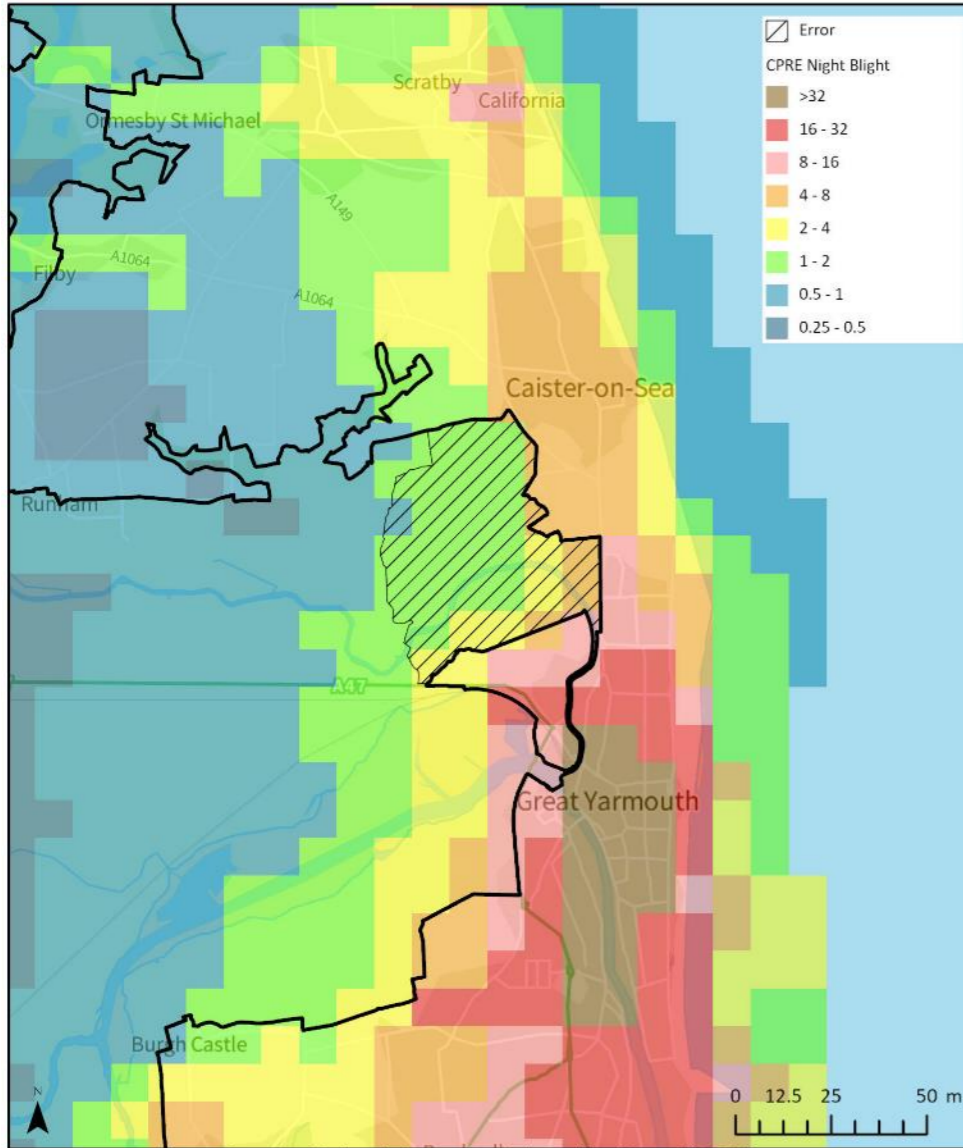 Error
CPRE Night Blight
>32
16 - 32
8 - 16
4 - 8
2 - 4
1 - 2
0.5 - 1
0.25 - 0.5
Scratby
California
Ormesby St Michael
A149
A1064
Filby
A1064
Caister-on-Sea
Runham
A47
Great Yarmouth
Burgh Castle
N
0 12.5 25 50 m